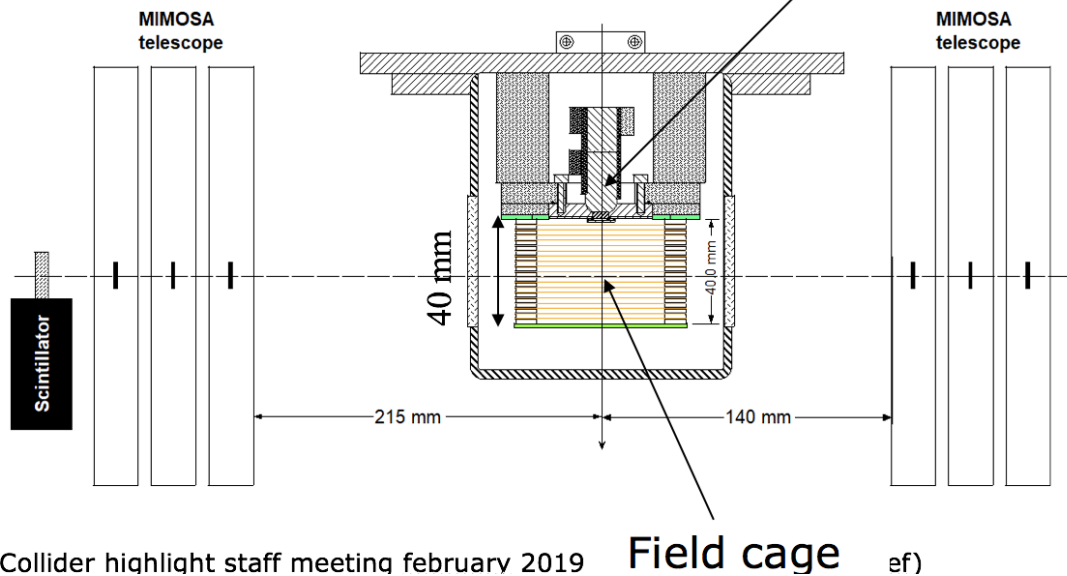 MIMOSA
telescope
MIMOSA
telescope
40 mm
40.0 mm
Scintillator
215 mm
140 mm
Field cage
Collider highlight staff meeting february 2019
ef)